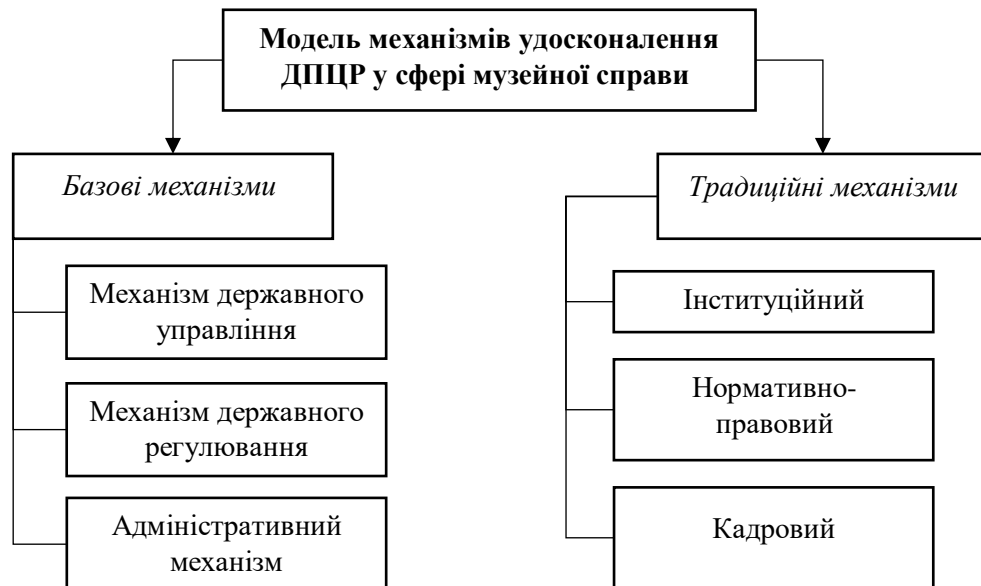 Модель механізмів удосконалення
ДПЦР у сфері музейної справи
Базові механізми
Механізм державного
управління
Механізм державного
регулювання
Адміністративний
механізм
Традиційні механізми
Інституційний
Нормативно-
правовий
Кадровий